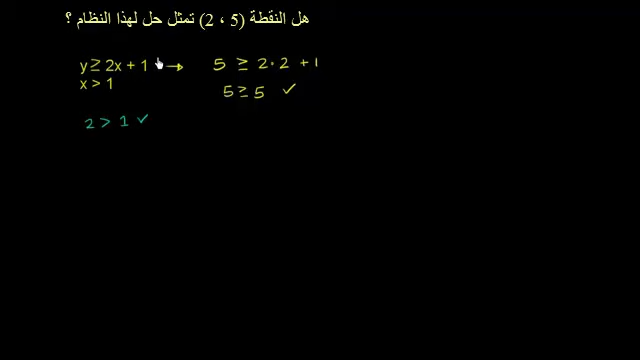 هل النقطة (5 ، 2) تمثل حل لهذا النظام ؟
y ≥ 2x + 1 → 5 ≥ 2·2 + 1
x > 1
5 ≥ 5 ✓
2 > 1 ✓